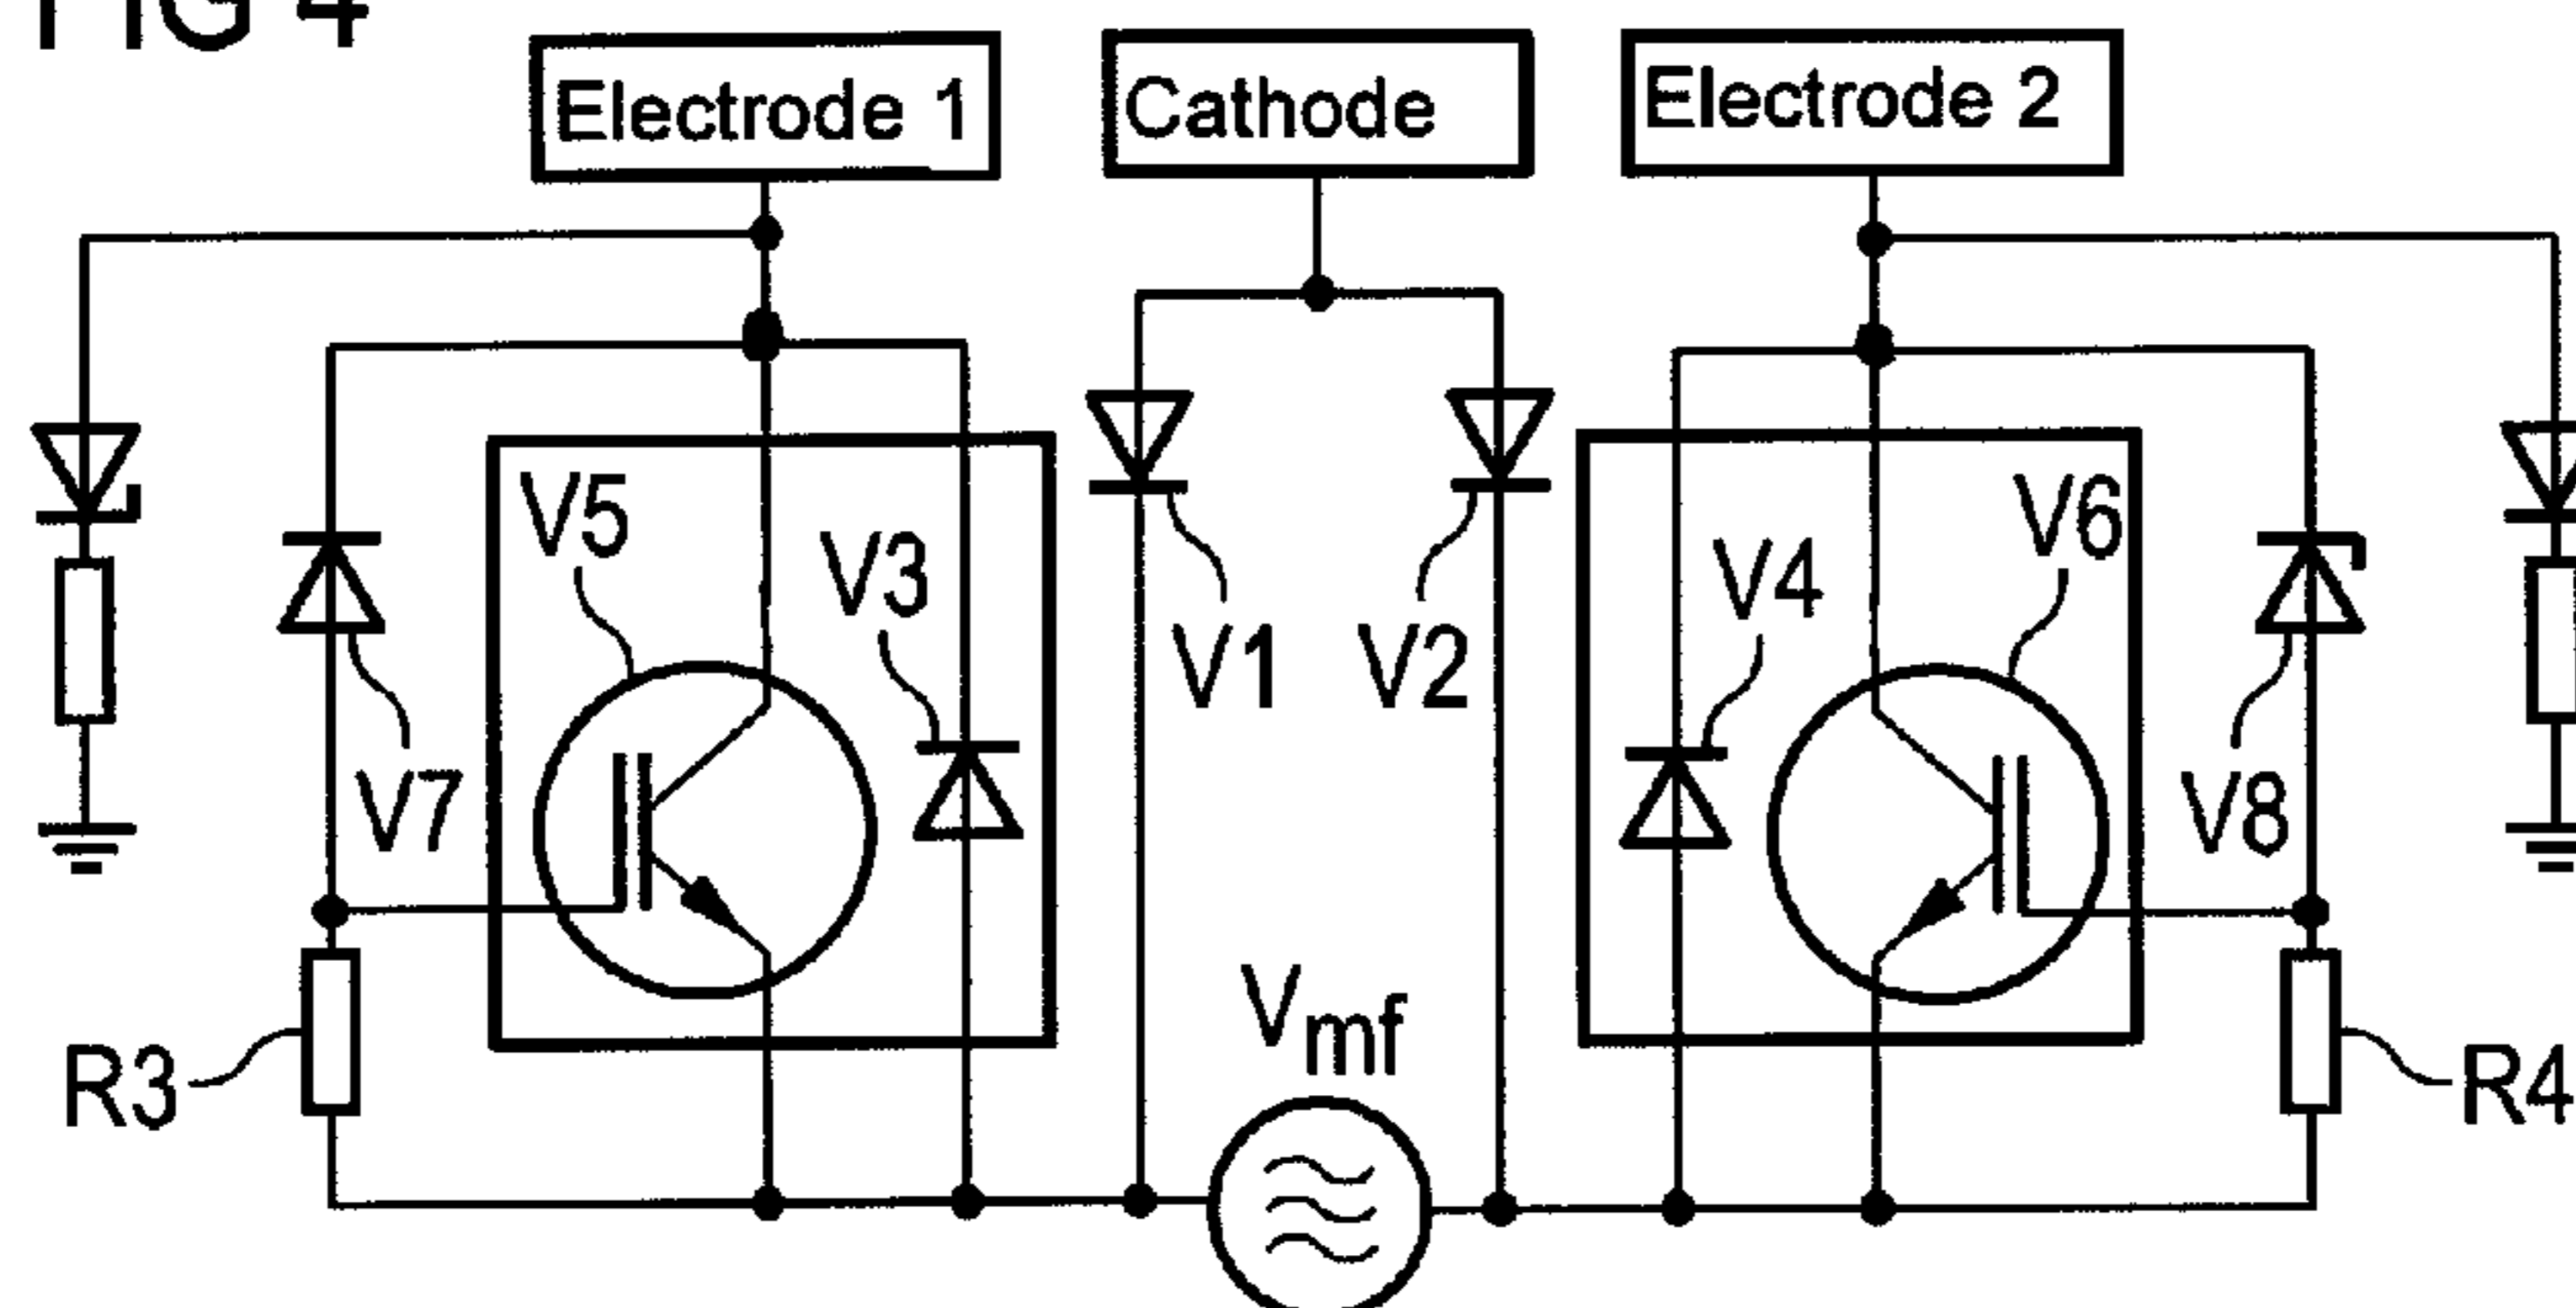 FIG 4
Electrode 1
Cathode
Electrode 2
V5
V3
V1
V2
V4
V6
V7
V8
Vmf
R3
R4